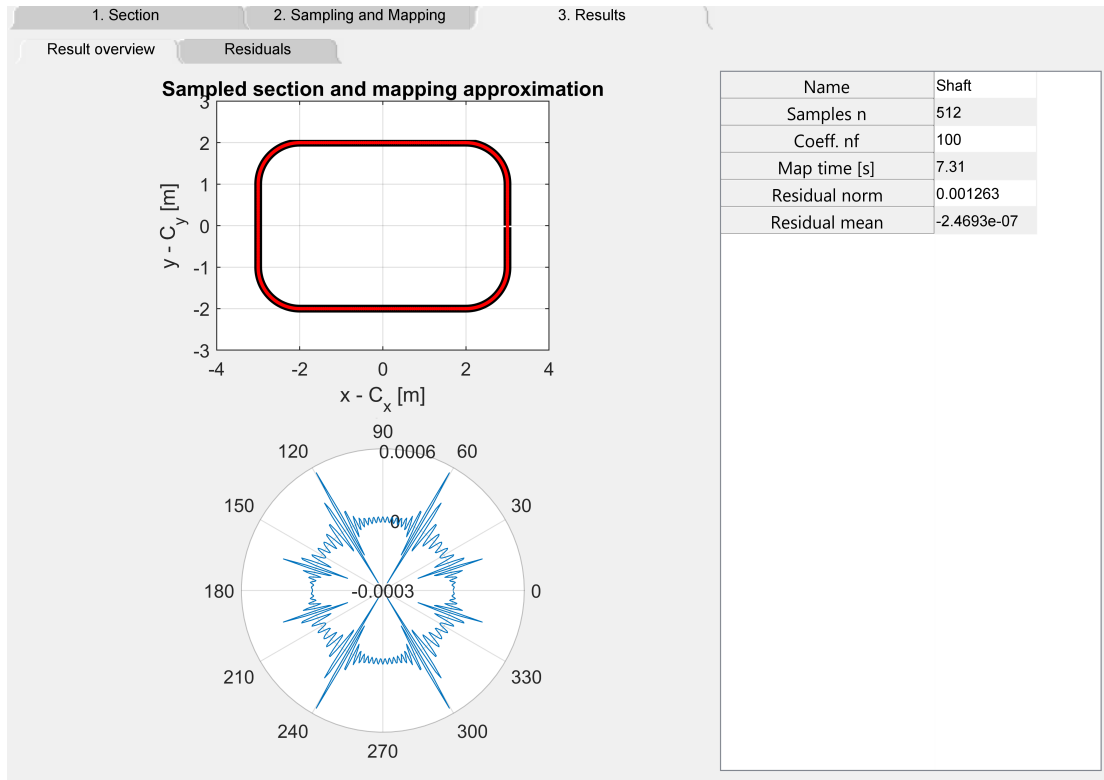 1. Section
2. Sampling and Mapping
3. Results
Result overview
Residuals
Sampled section and mapping approximation
3
2
1
0
-1
-2
-3
-4
-2
0
2
4
y - C_y [m]
x - C_x [m]
90
120
0.0006
60
150
30
0
180
-0.0003
0
210
330
240
300
270
Name Shaft
Samples n 512
Coeff. nf 100
Map time [s] 7.31
Residual norm 0.001263
Residual mean -2.4693e-07